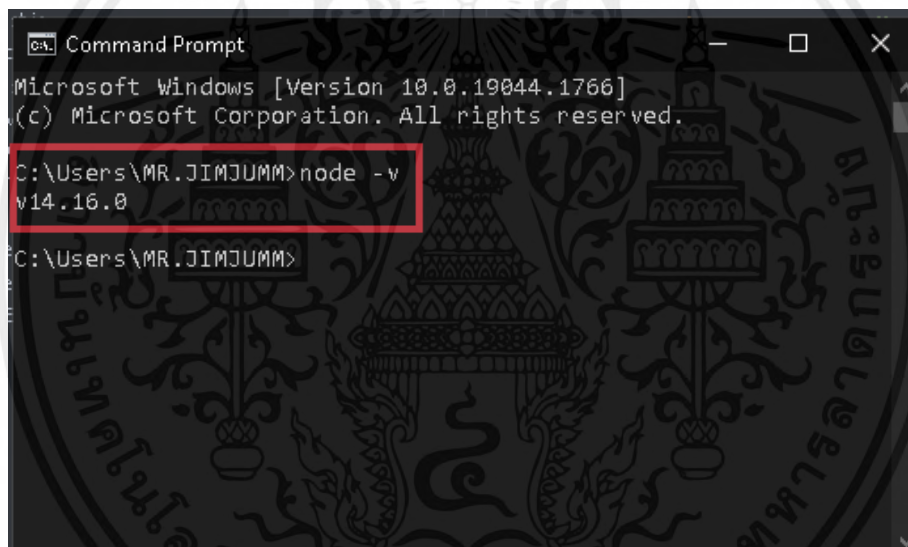 Command Prompt
Microsoft Windows [Version 10.0.19044.1766]
(c) Microsoft Corporation. All rights reserved.
C:\Users\MR.JIMJUMM>node -v
v14.16.0
C:\Users\MR.JIMJUMM>